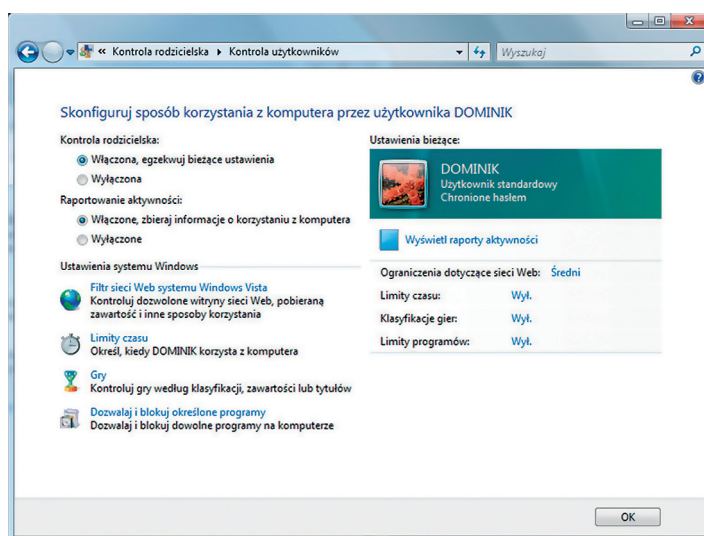 « Kontrola rodzicielska ▸ Kontrola użytkowników
Wyszukaj
Skonfiguruj sposób korzystania z komputera przez użytkownika DOMINIK
Kontrola rodzicielska:
Włączona, egzekwuj bieżące ustawienia
Wyłączona
Raportowanie aktywności:
Włączone, zbieraj informacje o korzystaniu z komputera
Wyłączone
Ustawienia systemu Windows
Filtr sieci Web systemu Windows Vista
Kontroluj dozwolone witryny sieci Web, pobieraną
zawartość i inne sposoby korzystania
Limity czasu
Określ, kiedy DOMINIK korzysta z komputera
Gry
Kontroluj gry według klasyfikacji, zawartości lub tytułów
Dozwalaj i blokuj określone programy
Dozwalaj i blokuj dowolne programy na komputerze
Ustawienia bieżące:
DOMINIK
Użytkownik standardowy
Chronione hasłem
Wyświetl raporty aktywności
Ograniczenia dotyczące sieci Web: Średni
Limity czasu: Wył.
Klasyfikacje gier: Wył.
Limity programów: Wył.
OK